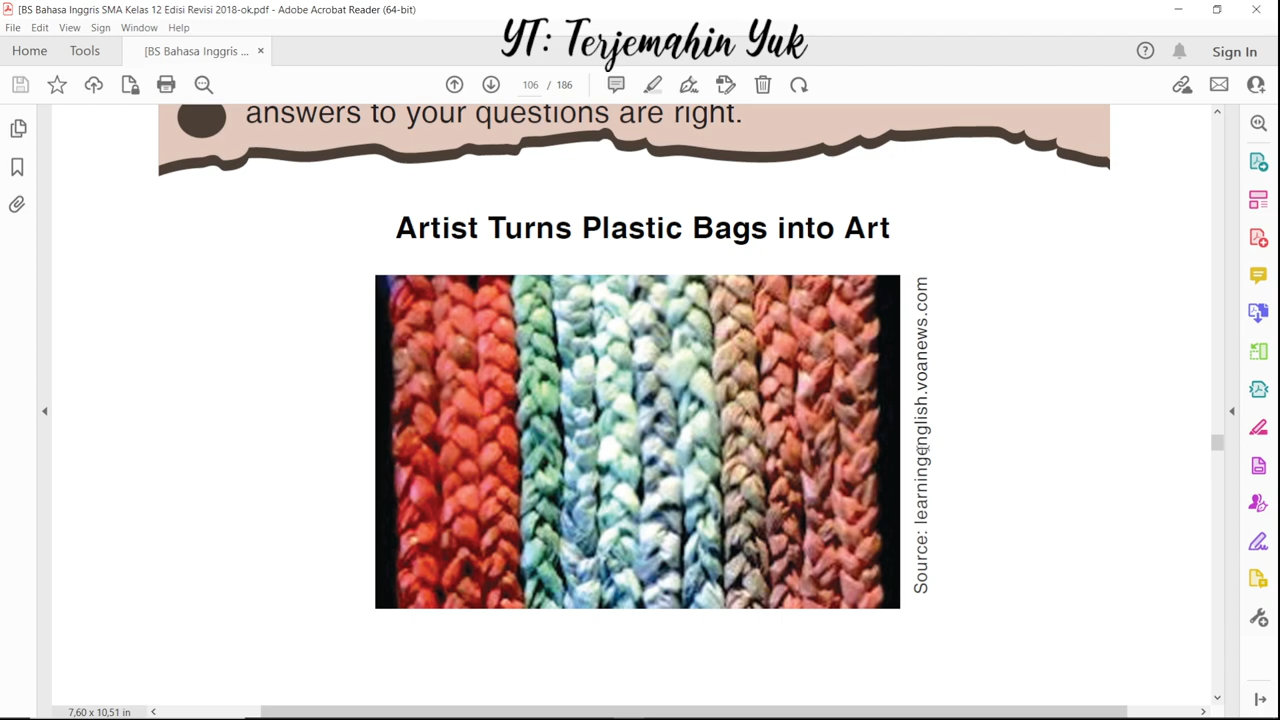 [BS Bahasa Inggris SMA Kelas 12 Edisi Revisi 2018-ok.pdf - Adobe Acrobat Reader (64-bit)
File Edit View Sign Window Help
YT: Terjemahin Yuk
Home Tools [BS Bahasa Inggris ... × Sign In
106 / 186
answers to your questions are right.
Artist Turns Plastic Bags into Art
Source: learningenglish.voanews.com
7,60 x 10,51 in